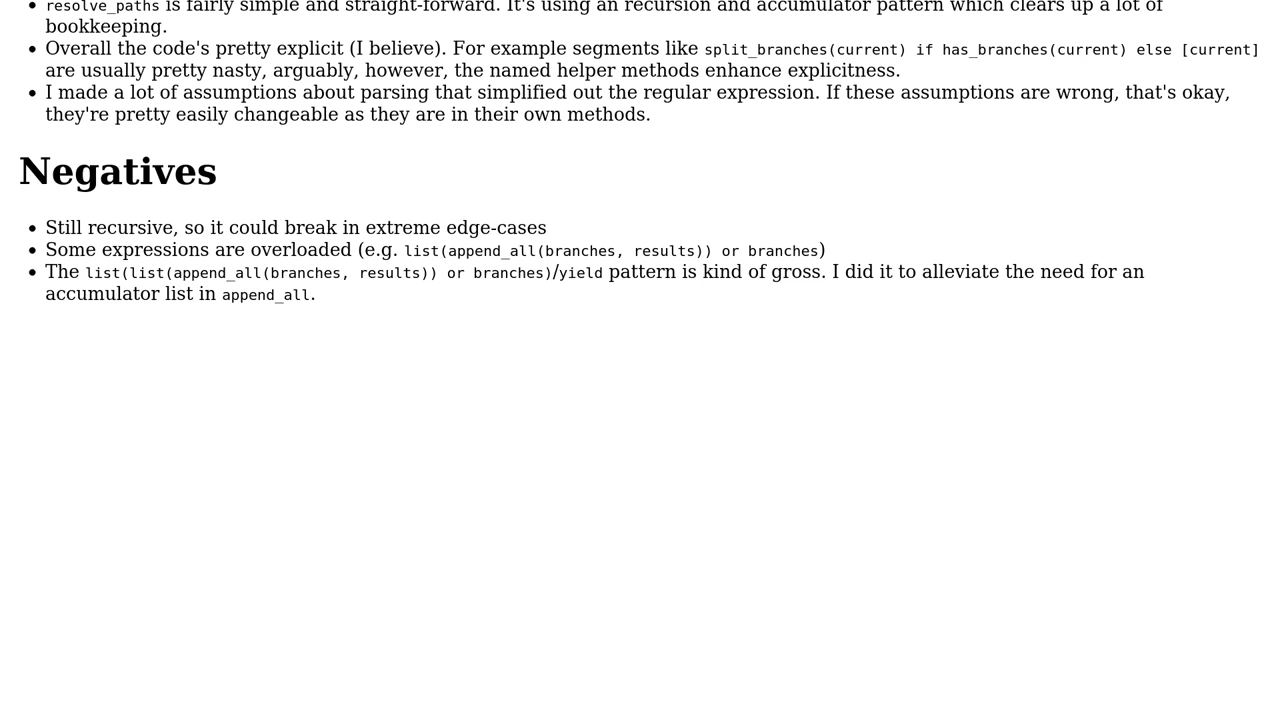 resolve_paths is fairly simple and straight-forward. It's using an recursion and accumulator pattern which clears up a lot of
bookkeeping.
Overall the code's pretty explicit (I believe). For example segments like split_branches(current) if has_branches(current) else [current]
are usually pretty nasty, arguably, however, the named helper methods enhance explicitness.
I made a lot of assumptions about parsing that simplified out the regular expression. If these assumptions are wrong, that's okay,
they're pretty easily changeable as they are in their own methods.
Negatives
Still recursive, so it could break in extreme edge-cases
Some expressions are overloaded (e.g. list(append_all(branches, results)) or branches)
The list(list(append_all(branches, results)) or branches)/yield pattern is kind of gross. I did it to alleviate the need for an
accumulator list in append_all.